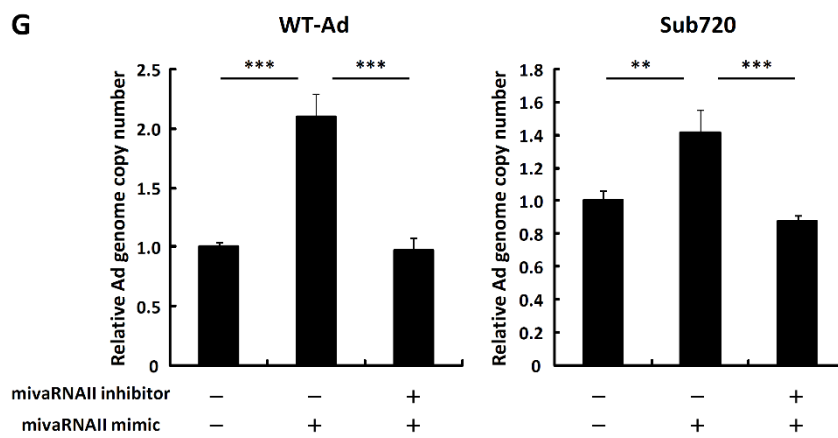 G
WT-Ad
Sub720
*** ***
** ***
Relative Ad genome copy number
2.5
2.0
1.5
1.0
0.5
0
Relative Ad genome copy number
1.8
1.6
1.4
1.2
1.0
0.8
0.6
0.4
0.2
0
mivaRNAII inhibitor − − + − − +
mivaRNAII mimic − + + − + +